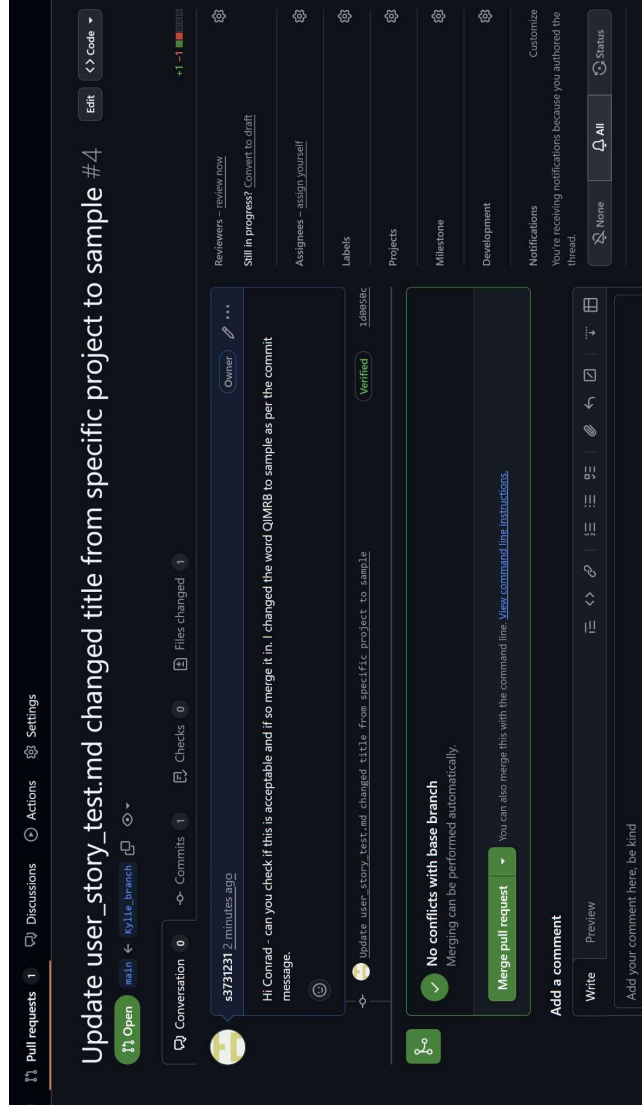 Pull requests 1
Discussions
Actions
Settings
Update user_story_test.md changed title from specific project to sample #4
Edit
<> Code
Open
main ← Kylie_branch
Conversation 0
Commits 1
Checks 0
Files changed 1
+1 −1
s3731231 2 minutes ago
Owner
Hi Conrad - can you check if this is acceptable and if so merge it in. I changed the word QIMRB to sample as per the commit
message.
Update user_story_test.md changed title from specific project to sample
Verified
1d0050c
No conflicts with base branch
Merging can be performed automatically.
Merge pull request
You can also merge this with the command line. View command line instructions.
Add a comment
Write
Preview
Add your comment here, be kind
Reviewers – review now
Still in progress? Convert to draft
Assignees – assign yourself
Labels
Projects
Milestone
Development
Notifications
Customize
You're receiving notifications because you authored the
thread.
None
All
Status